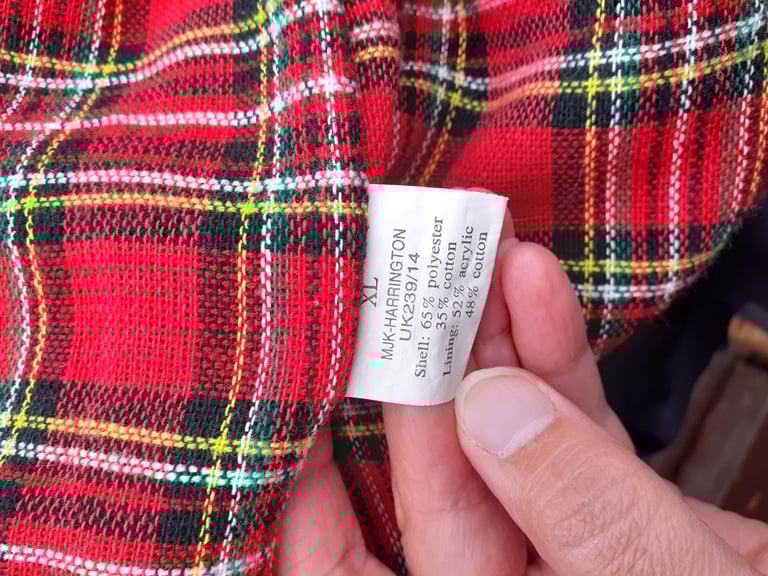 XL
MJK-HARRINGTON
UK239/14
Shell: 65% polyester
35% cotton
Lining: 52% acrylic
48% cotton